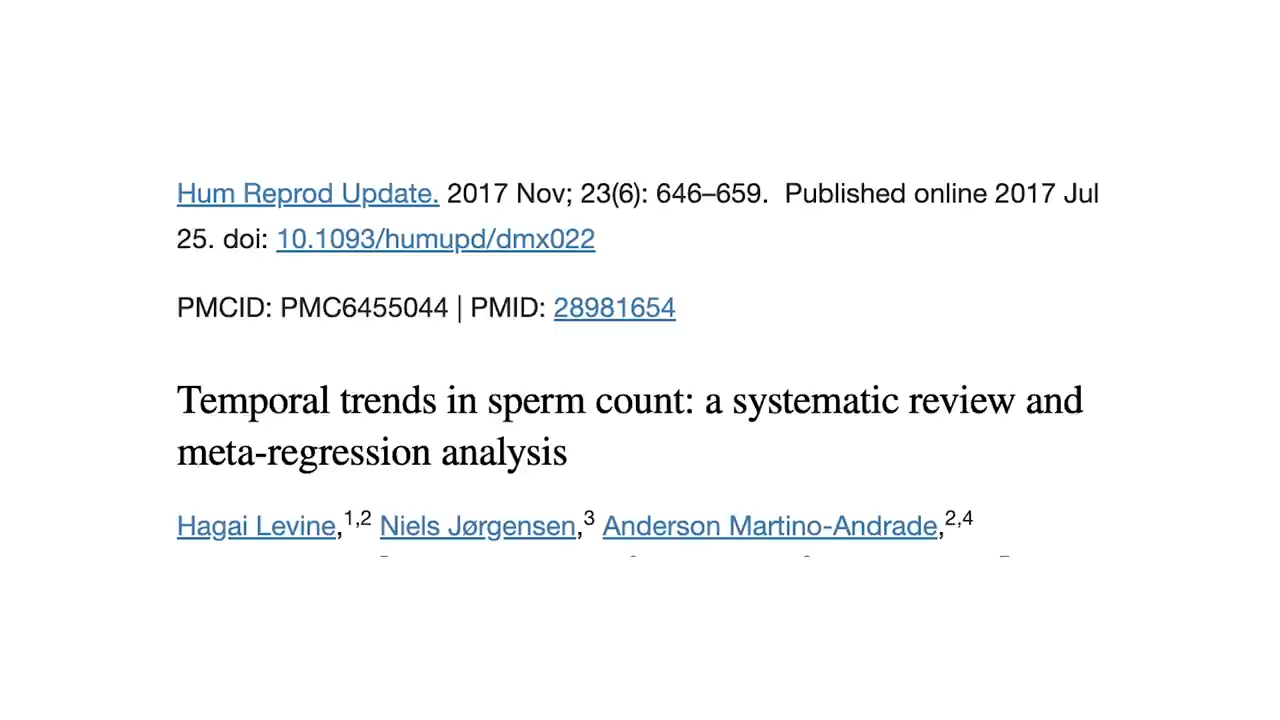 Hum Reprod Update. 2017 Nov; 23(6): 646–659.  Published online 2017 Jul
25. doi: 10.1093/humupd/dmx022
PMCID: PMC6455044 | PMID: 28981654
Temporal trends in sperm count: a systematic review and
meta-regression analysis
Hagai Levine,1,2 Niels Jørgensen,3 Anderson Martino-Andrade,2,4